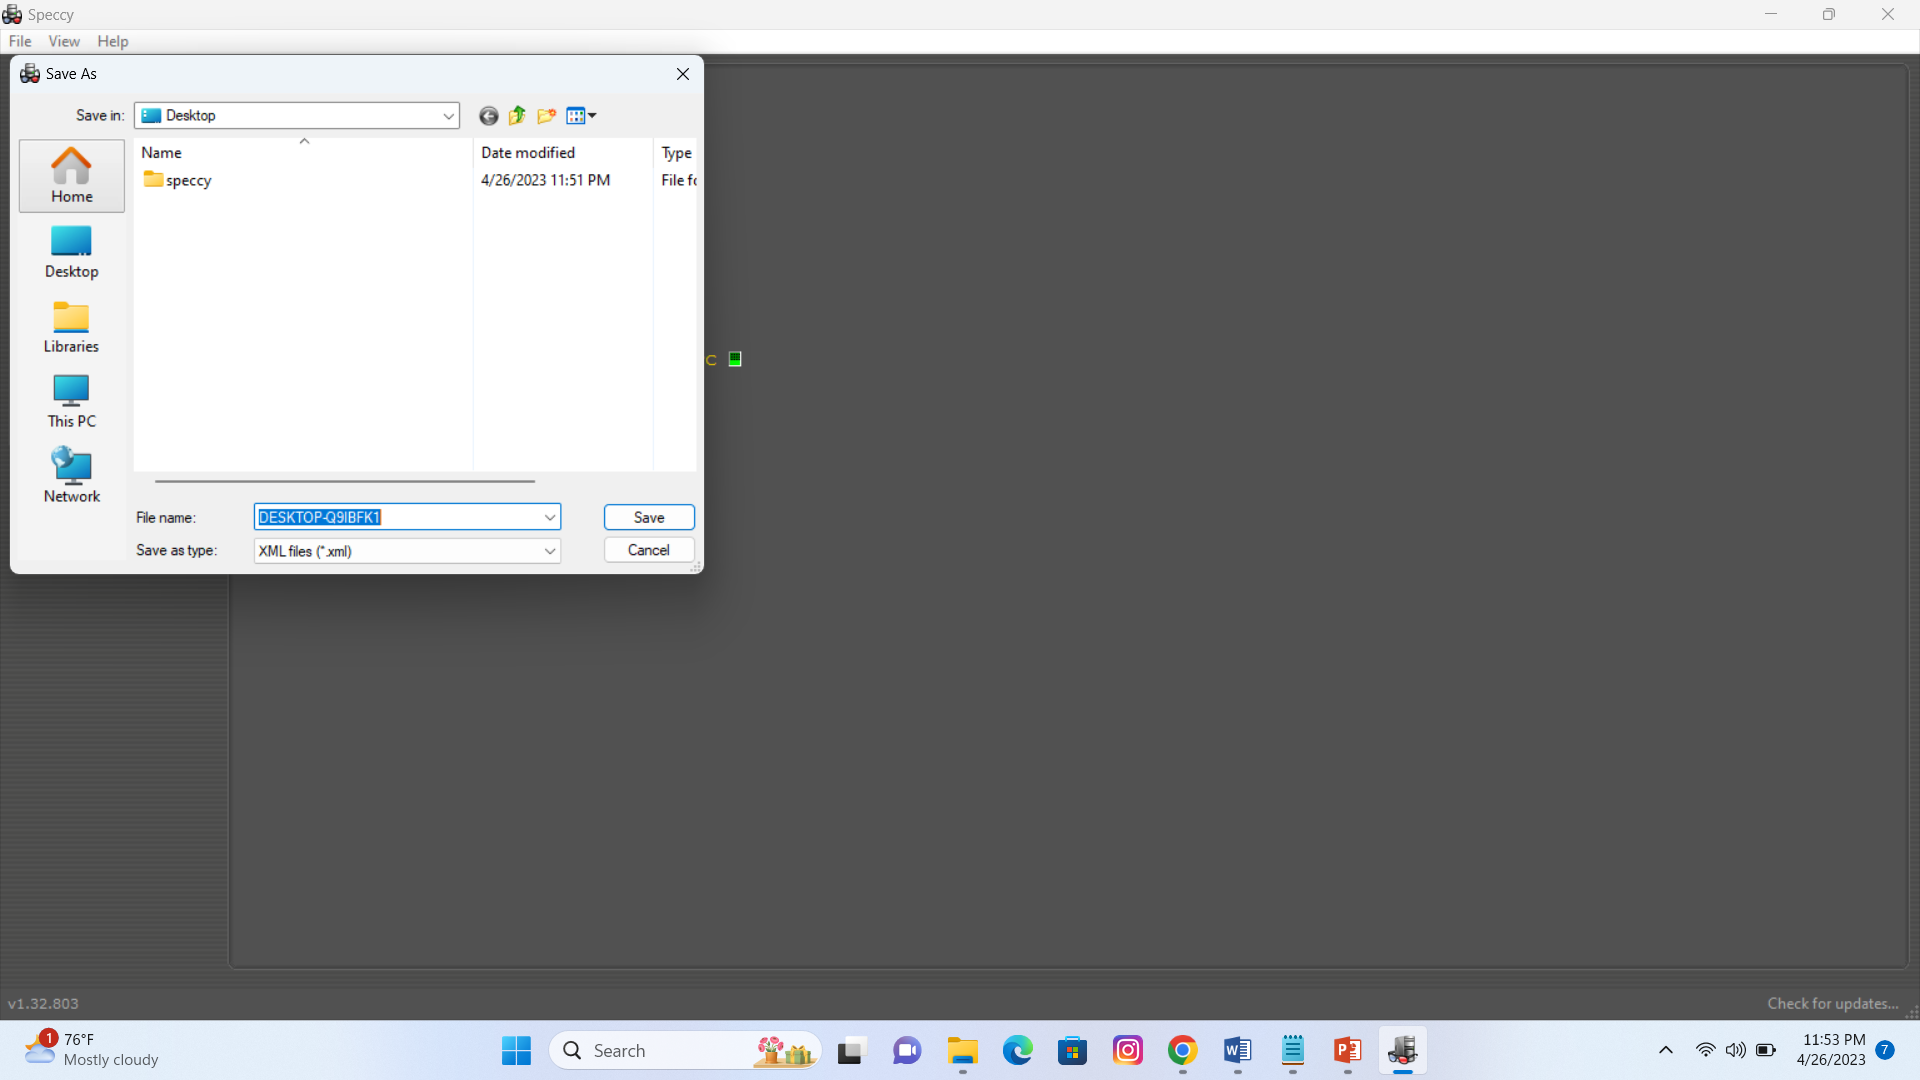 Speccy
File View Help
Save As
Save in: Desktop
Name Date modified Type
speccy 4/26/2023 11:51 PM File fo
Home
Desktop
Libraries
This PC
Network
C
File name: DESKTOP-Q9IBFK1 Save
Save as type: XML files (*.xml) Cancel
v1.32.803 Check for updates...
1 76°F
Mostly cloudy
Search
11:53 PM
4/26/2023 7